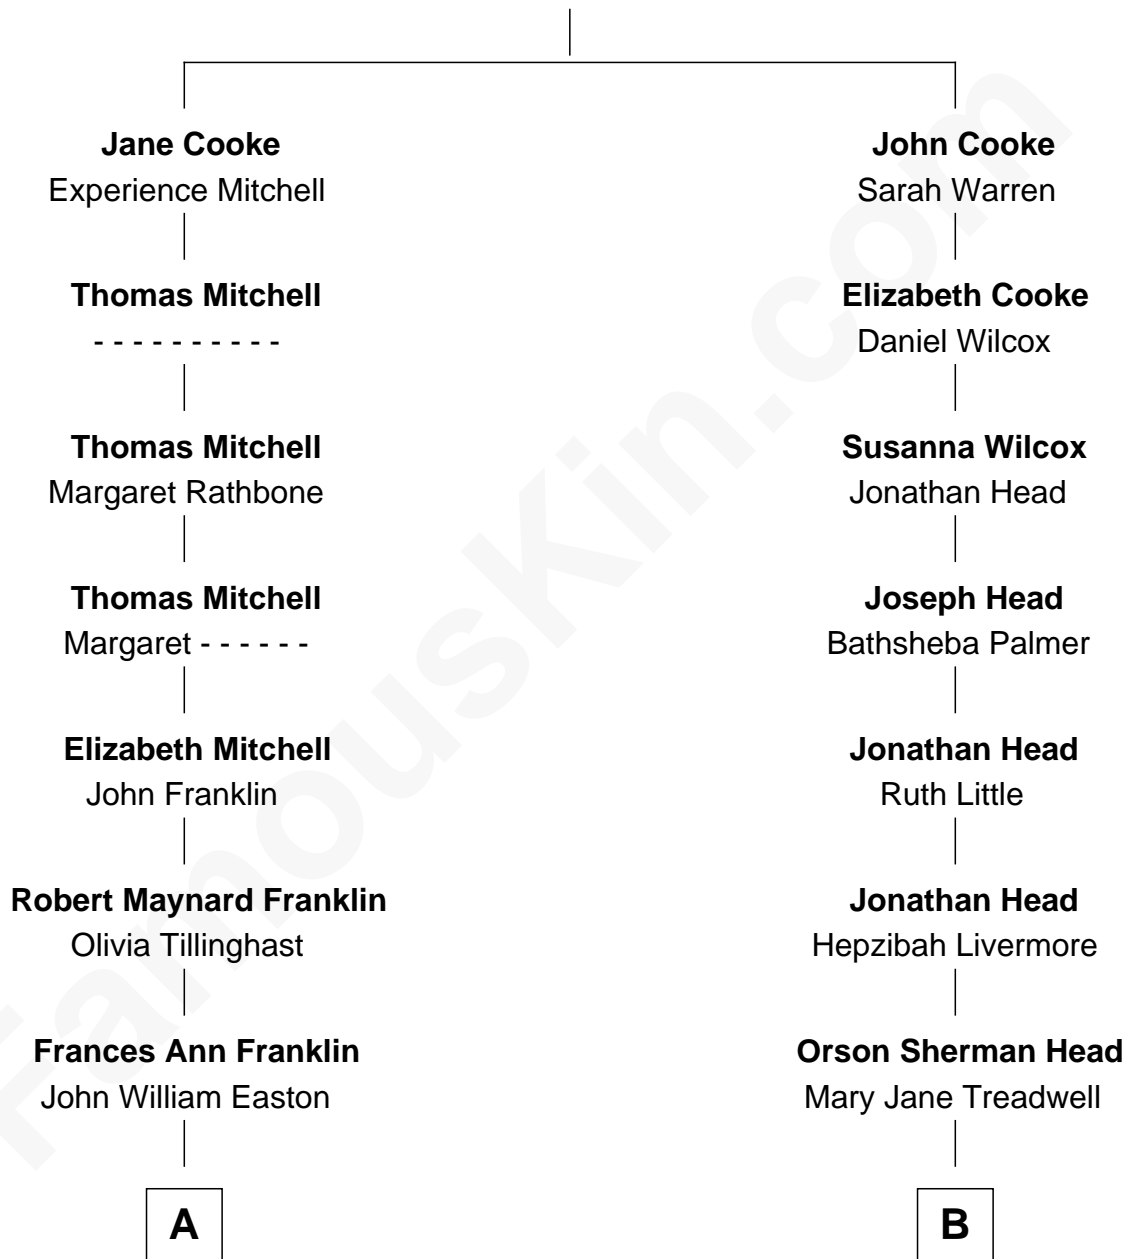 Jane Cooke
Experience Mitchell
Thomas Mitchell
- - - - - - - - - -
Thomas Mitchell
Margaret Rathbone
Thomas Mitchell
Margaret - - - - - -
Elizabeth Mitchell
John Franklin
Robert Maynard Franklin
Olivia Tillinghast
Frances Ann Franklin
John William Easton
A
John Cooke
Sarah Warren
Elizabeth Cooke
Daniel Wilcox
Susanna Wilcox
Jonathan Head
Joseph Head
Bathsheba Palmer
Jonathan Head
Ruth Little
Jonathan Head
Hepzibah Livermore
Orson Sherman Head
Mary Jane Treadwell
B
FamousKin.com